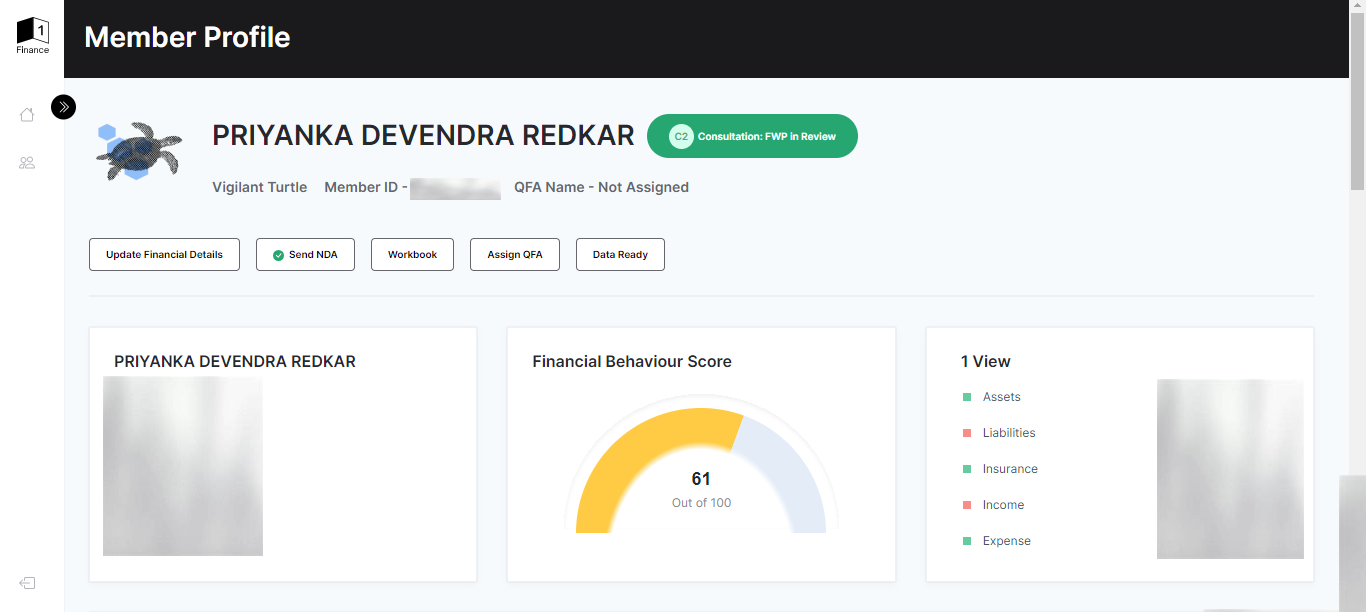 1
Finance
Member Profile
PRIYANKA DEVENDRA REDKAR
C2 Consultation: FWP in Review
Vigilant Turtle Member ID - QFA Name - Not Assigned
Update Financial Details
Send NDA
Workbook
Assign QFA
Data Ready
PRIYANKA DEVENDRA REDKAR
Financial Behaviour Score
61
Out of 100
1 View
Assets
Liabilities
Insurance
Income
Expense